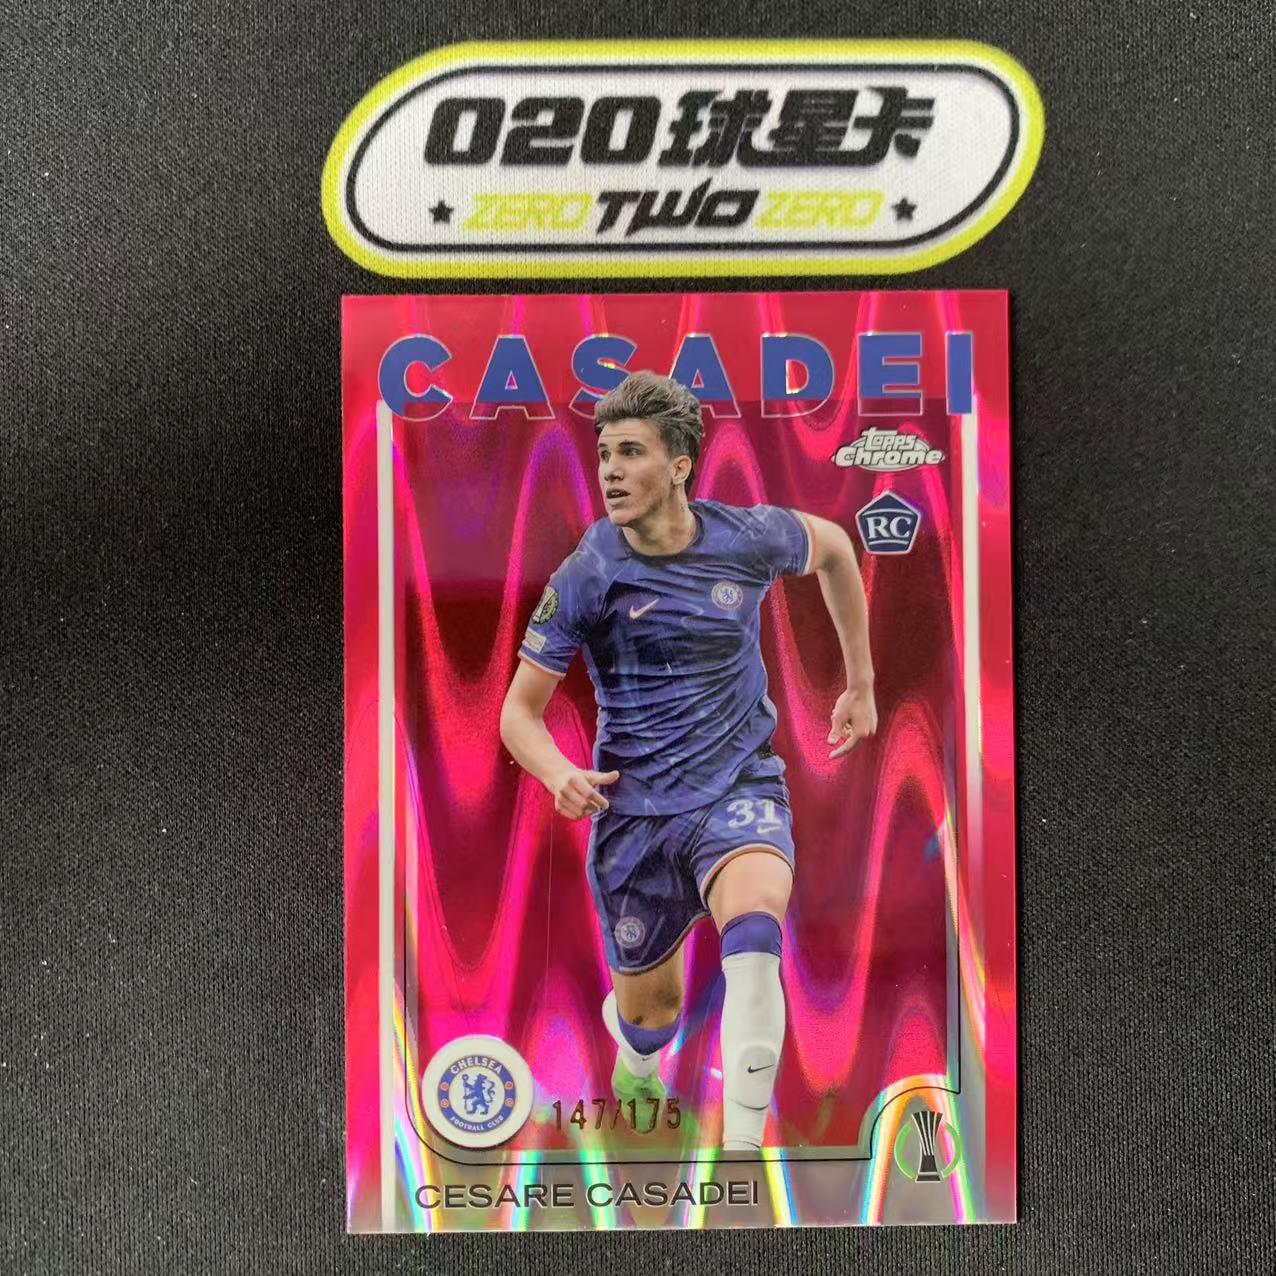 020球星卡
ZERO TWO ZERO
CASADEI
Topps
Chrome
RC
31
CHELSEA
FOOTBALL CLUB
147/175
CESARE CASADEI